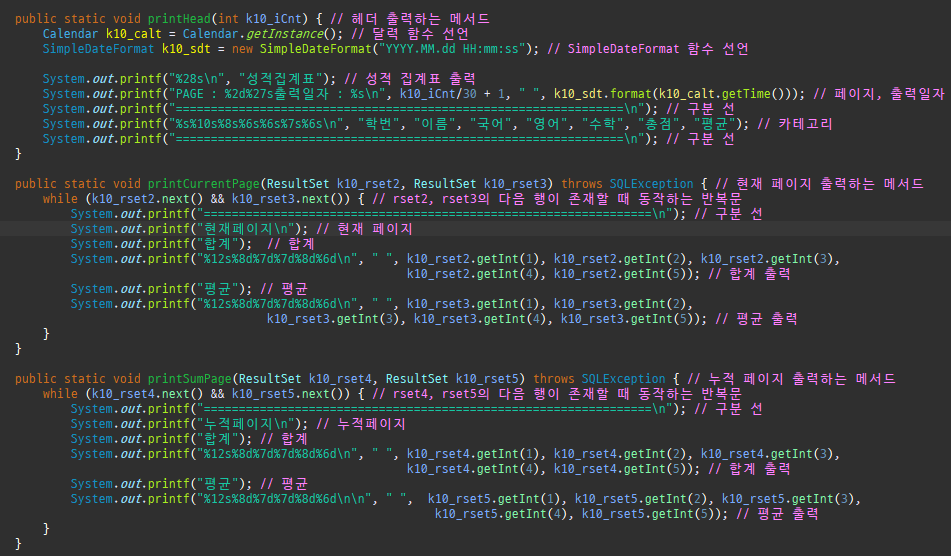 public static void printHead(int k10_iCnt) { // 헤더 출력하는 메서드
    Calendar k10_calt = Calendar.getInstance(); // 달력 함수 선언
    SimpleDateFormat k10_sdt = new SimpleDateFormat("YYYY.MM.dd HH:mm:ss"); // SimpleDateFormat 함수 선언

    System.out.printf("%28s\n", "성적집계표"); // 성적 집계표 출력
    System.out.printf("PAGE : %2d%27s출력일자 : %s\n", k10_iCnt/30 + 1, " ", k10_sdt.format(k10_calt.getTime())); // 페이지, 출력일자
    System.out.printf("================================================================\n"); // 구분 선
    System.out.printf("%s%10s%8s%6s%6s%7s%6s\n", "학번", "이름", "국어", "영어", "수학", "총점", "평균"); // 카테고리
    System.out.printf("================================================================\n"); // 구분 선
}

public static void printCurrentPage(ResultSet k10_rset2, ResultSet k10_rset3) throws SQLException { // 현재 페이지 출력하는 메서드
    while (k10_rset2.next() && k10_rset3.next()) { // rset2, rset3의 다음 행이 존재할 때 동작하는 반복문
        System.out.printf("================================================================\n"); // 구분 선
        System.out.printf("현재페이지\n"); // 현재 페이지
        System.out.printf("합계");  // 합계
        System.out.printf("%12s%8d%7d%7d%8d%6d\n", " ", k10_rset2.getInt(1), k10_rset2.getInt(2), k10_rset2.getInt(3),
                                                        k10_rset2.getInt(4), k10_rset2.getInt(5)); // 합계 출력
        System.out.printf("평균"); // 평균
        System.out.printf("%12s%8d%7d%7d%8d%6d\n", " ", k10_rset3.getInt(1), k10_rset3.getInt(2),
                                    k10_rset3.getInt(3), k10_rset3.getInt(4), k10_rset3.getInt(5)); // 평균 출력
    }
}

public static void printSumPage(ResultSet k10_rset4, ResultSet k10_rset5) throws SQLException { // 누적 페이지 출력하는 메서드
    while (k10_rset4.next() && k10_rset5.next()) { // rset4, rset5의 다음 행이 존재할 때 동작하는 반복문
        System.out.printf("================================================================\n"); // 구분 선
        System.out.printf("누적페이지\n"); // 누적페이지
        System.out.printf("합계"); // 합계
        System.out.printf("%12s%8d%7d%7d%8d%6d\n", " ", k10_rset4.getInt(1), k10_rset4.getInt(2), k10_rset4.getInt(3),
                                                        k10_rset4.getInt(4), k10_rset4.getInt(5)); // 합계 출력
        System.out.printf("평균"); // 평균
        System.out.printf("%12s%8d%7d%7d%8d%6d\n\n", " ",  k10_rset5.getInt(1), k10_rset5.getInt(2), k10_rset5.getInt(3),
                                                            k10_rset5.getInt(4), k10_rset5.getInt(5)); // 평균 출력
    }
}